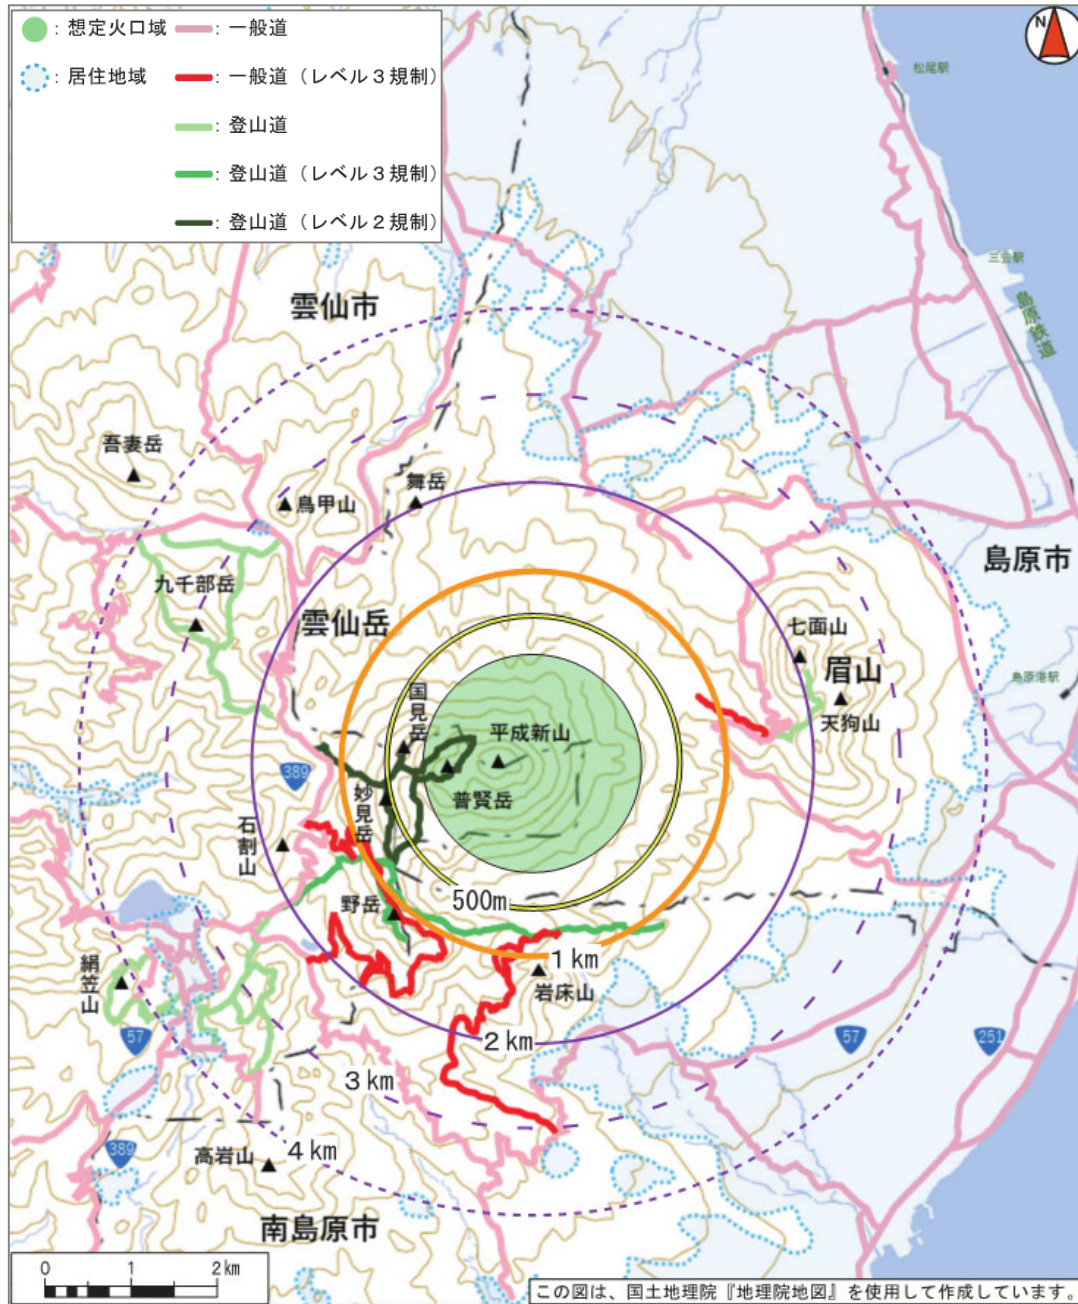 : 想定火口域
: 一般道
: 居住地域
: 一般道（レベル３規制）
: 登山道
: 登山道（レベル３規制）
: 登山道（レベル２規制）
N
松尾駅
三会駅
島原鉄道
雲仙市
吾妻岳
鳥甲山
舞岳
島原市
九千部岳
雲仙岳
七面山
眉山
島原港駅
天狗山
国見岳
平成新山
389
普賢岳
妙見岳
石割山
野岳
500m
1 km
岩床山
絹笠山
57
2 km
57
251
3 km
389
高岩山
4 km
南島原市
0 1 2 km
この図は、国土地理院『地理院地図』を使用して作成しています。